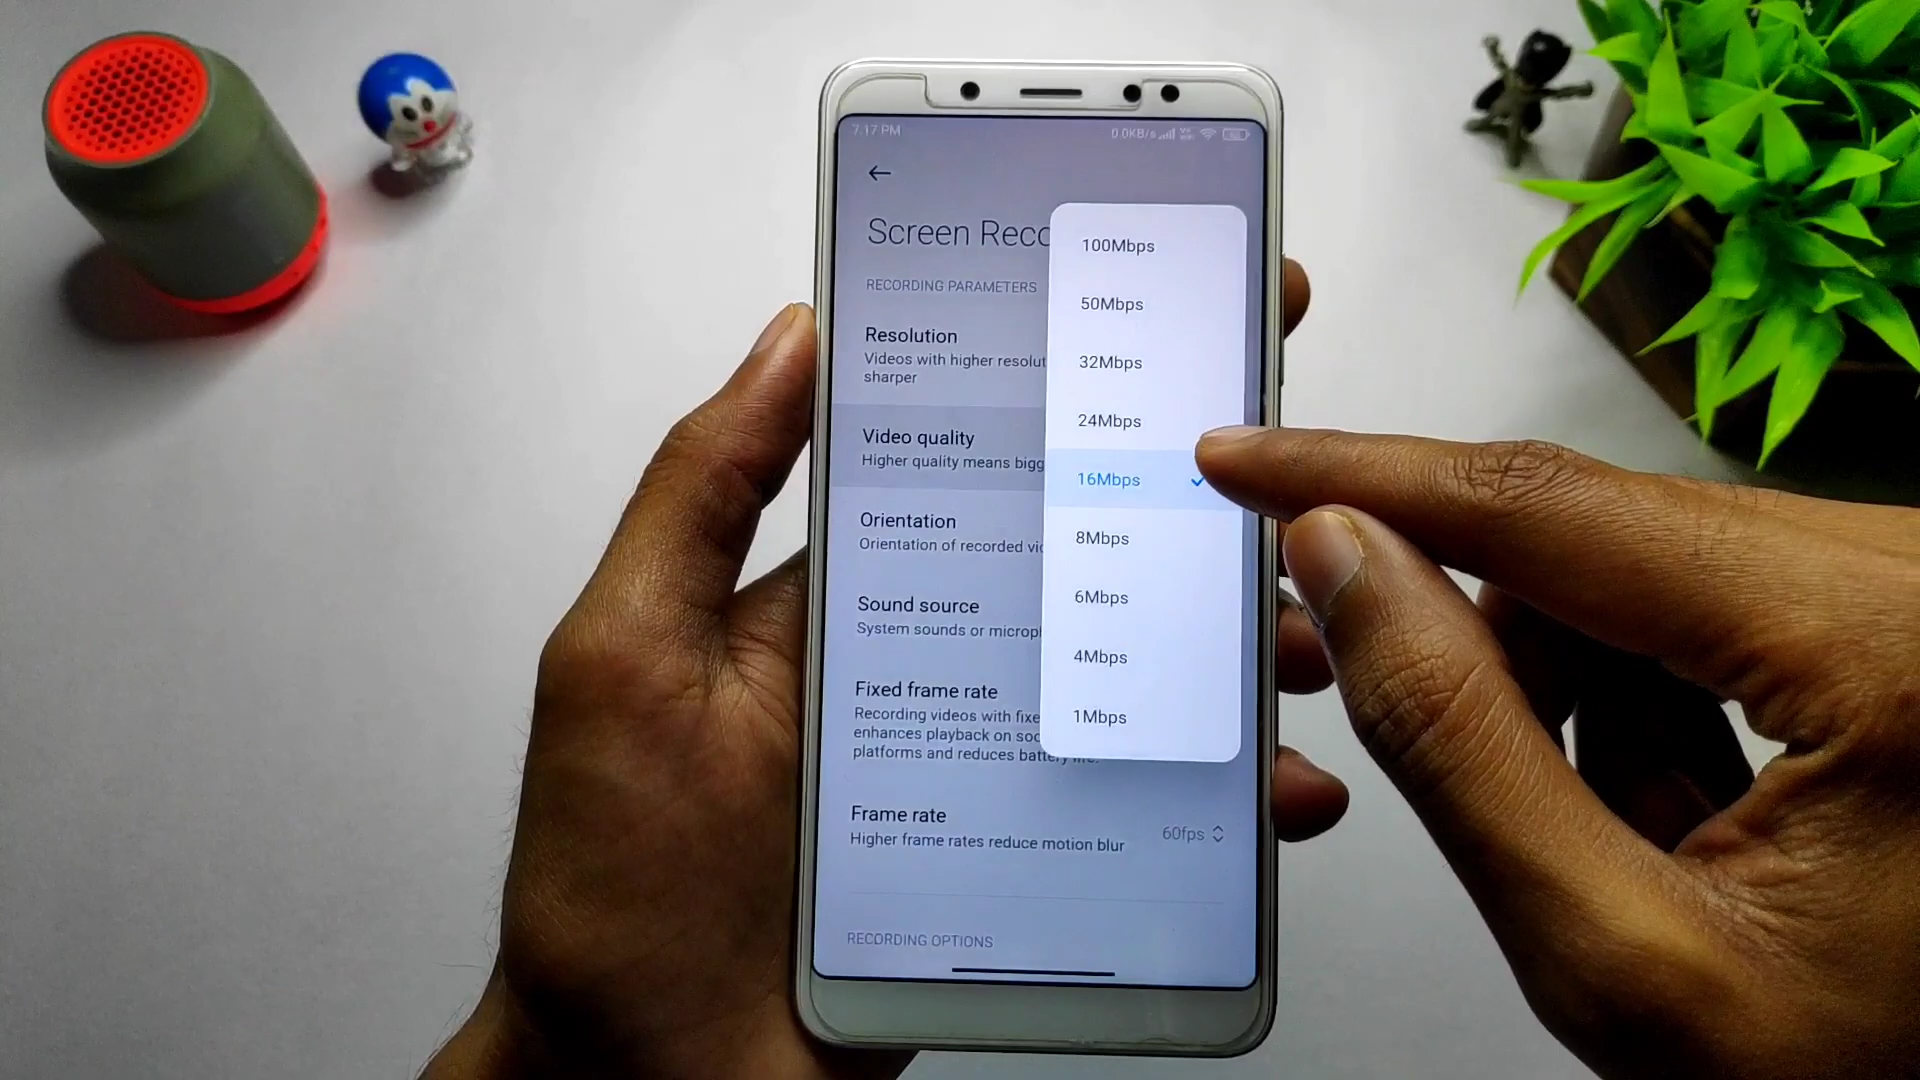 7.17 PM
0.0KB/s
Screen Reco
RECORDING PARAMETERS
Resolution
Videos with higher resolut
sharper
Video quality
Higher quality means bigg
Orientation
Orientation of recorded vi
Sound source
System sounds or microp
Fixed frame rate
Recording videos with fixe
enhances playback on soc
platforms and reduces battery life.
Frame rate
Higher frame rates reduce motion blur
60fps
RECORDING OPTIONS
100Mbps
50Mbps
32Mbps
24Mbps
16Mbps
8Mbps
6Mbps
4Mbps
1Mbps